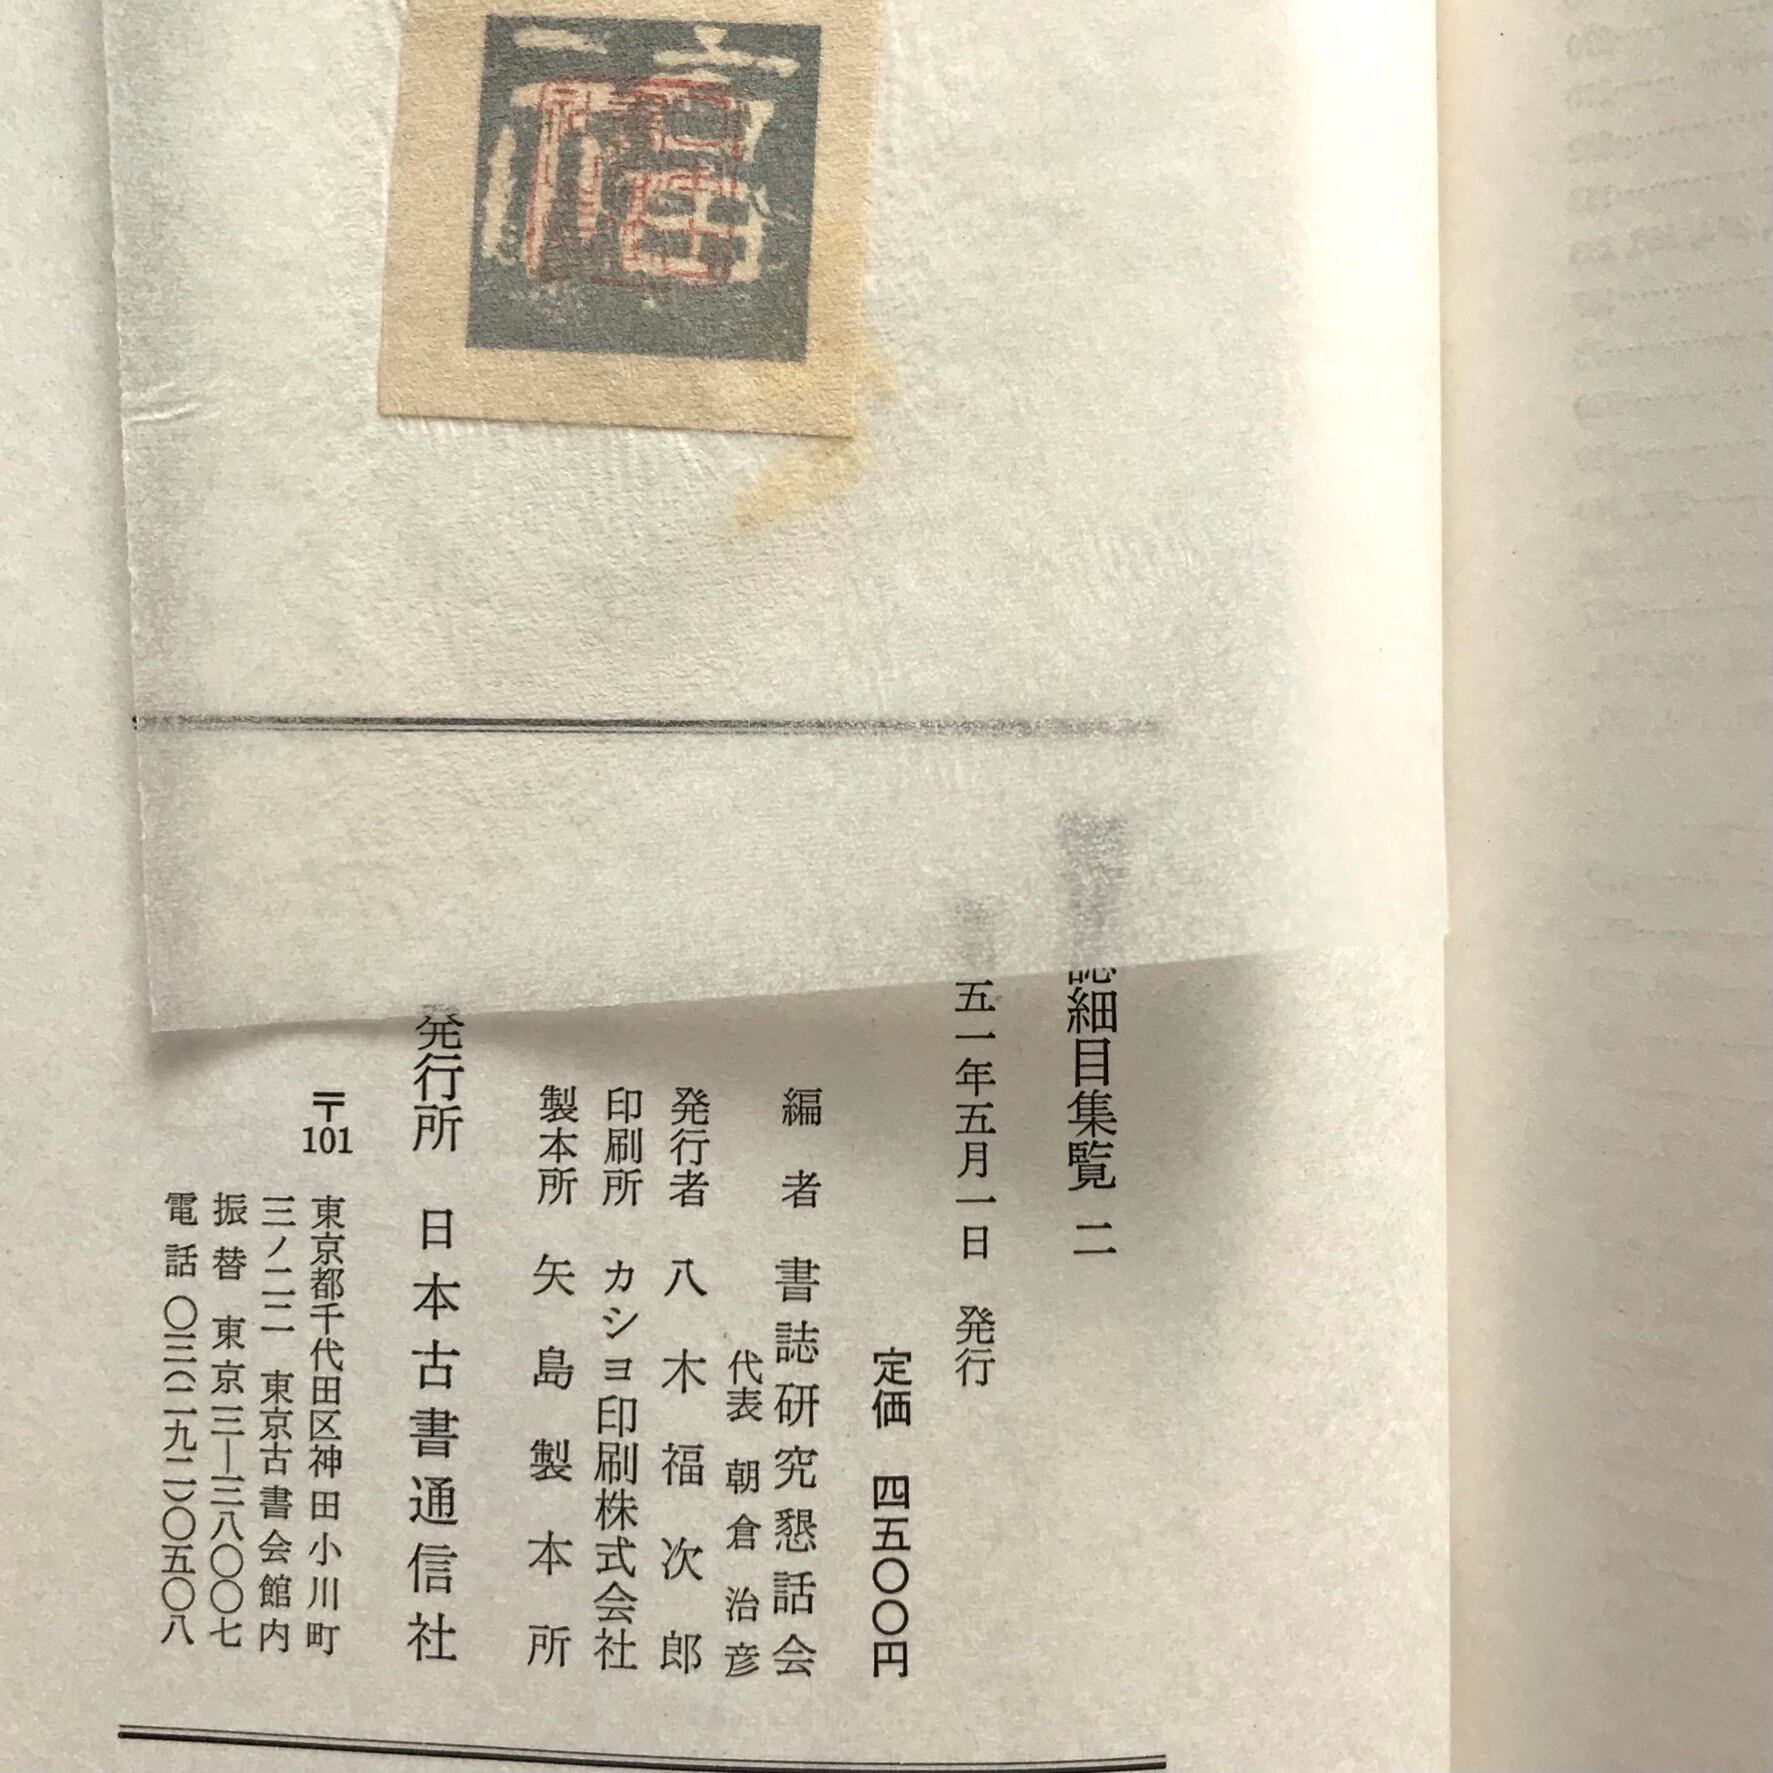 誌細目集覧 二
五一年五月一日 発行
定価 四五〇〇円
編者 書誌研究懇話会
代表 朝倉治彦
発行者 八木福次郎
印刷所 カシヨ印刷株式会社
製本所 矢島製本所
発行所 日本古書通信社
〒101 東京都千代田区神田小川町
三ノ二二 東京古書会館内
振替 東京三―三八〇〇七
電話 〇三(二九二)〇五〇八